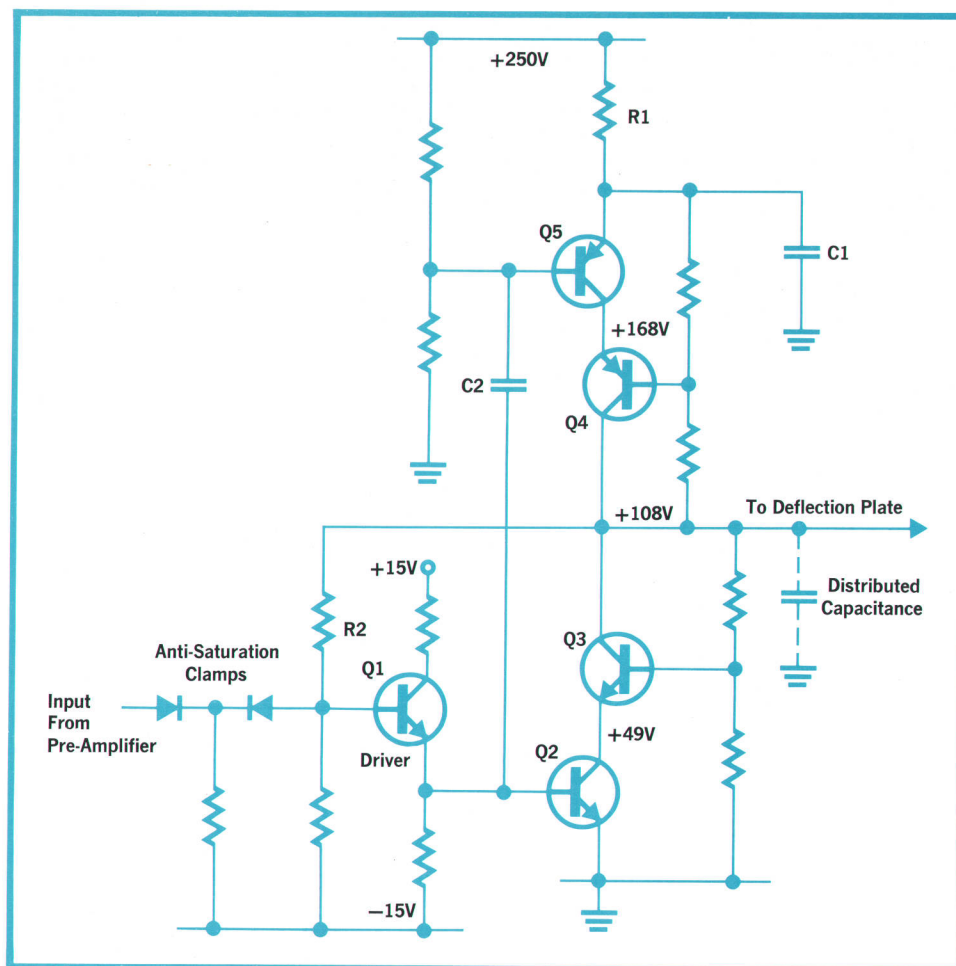 +250V
R1
Q5
C1
+168V
C2
Q4
To Deflection Plate
+108V
+15V
Distributed
Capacitance
R2
Q3
Anti-Saturation
Clamps
Q1
Input
From
Pre-Amplifier
+49V
Driver
Q2
−15V